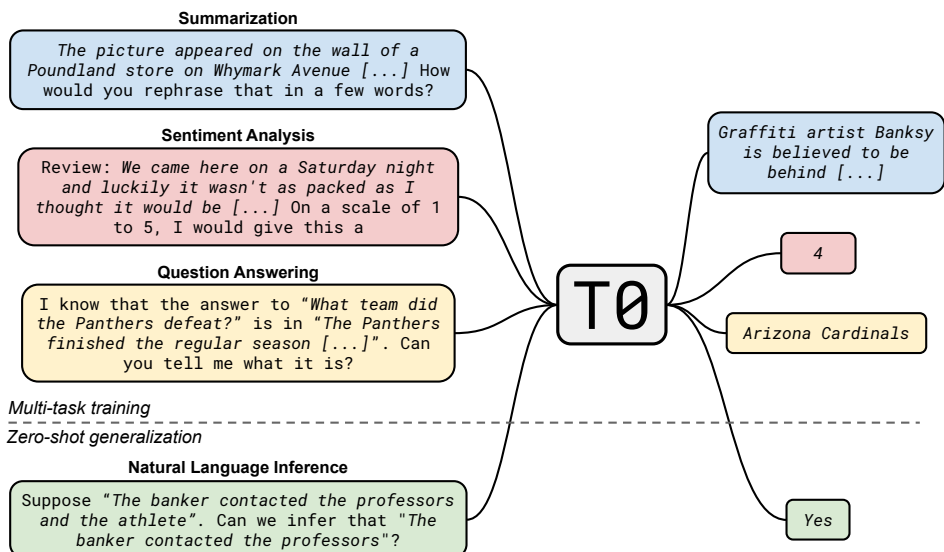 Summarization
The picture appeared on the wall of a
Poundland store on Whymark Avenue [...] How
would you rephrase that in a few words?
Sentiment Analysis
Review: We came here on a Saturday night
and luckily it wasn't as packed as I
thought it would be [...] On a scale of 1
to 5, I would give this a
Question Answering
I know that the answer to “What team did
the Panthers defeat?” is in “The Panthers
finished the regular season [...]”. Can
you tell me what it is?
Multi-task training
Zero-shot generalization
Natural Language Inference
Suppose “The banker contacted the professors
and the athlete”. Can we infer that "The
banker contacted the professors"?
T0
Graffiti artist Banksy
is believed to be
behind [...]
4
Arizona Cardinals
Yes